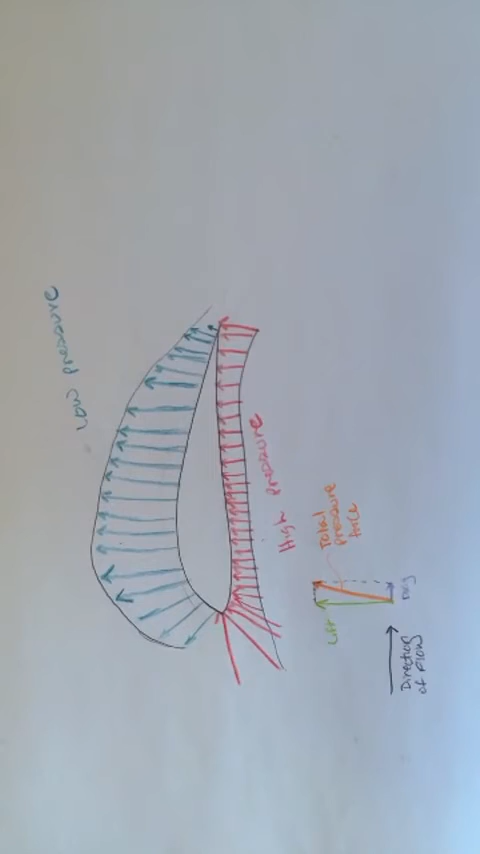 Low pressure
High pressure
Total
pressure
force
Lift
Drag
Direction
of Flow